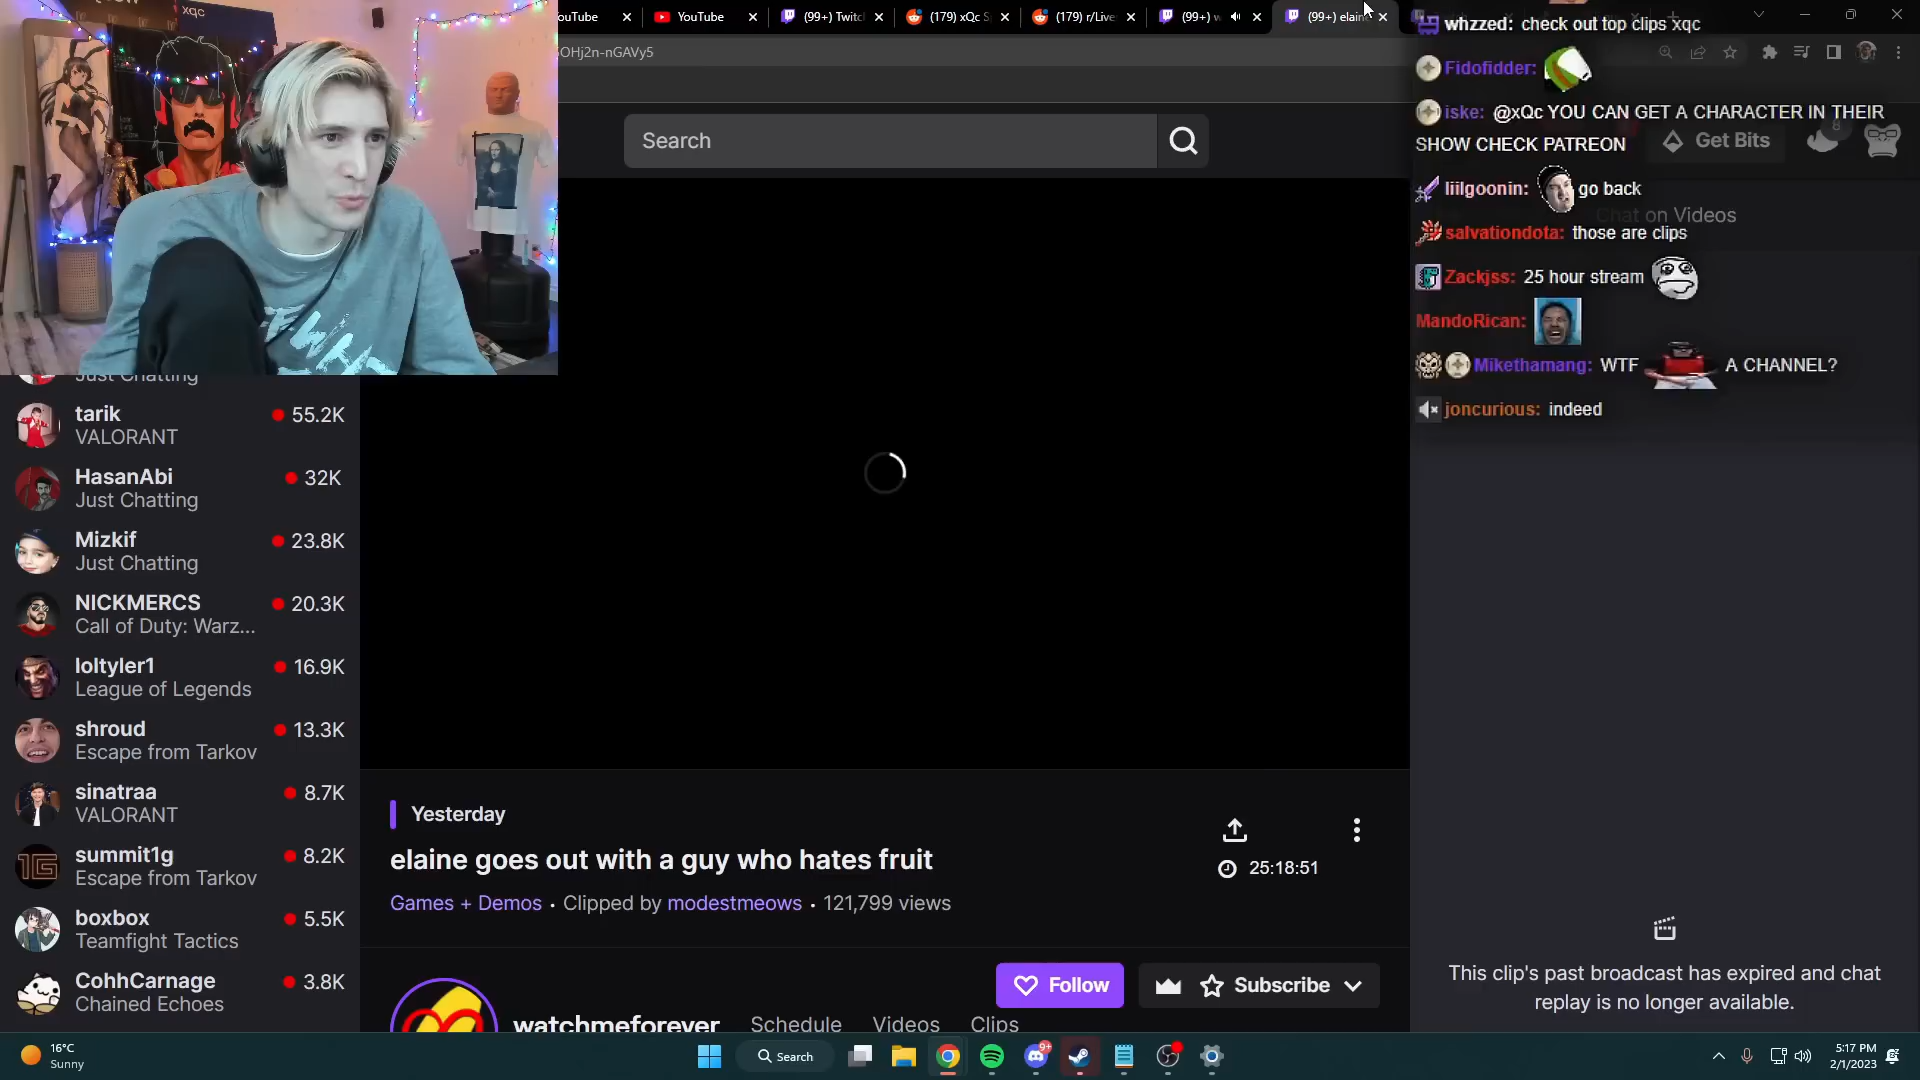 xqc
ouTube
YouTube
(99+) Twitc
(179) xQc S
(179) r/Live
(99+) w
(99+) elain
OHj2n-nGAVy5
whzzed: check out top clips xqc
Fidofidder:
iske: @xQc YOU CAN GET A CHARACTER IN THEIR
SHOW CHECK PATREON
Search
Get Bits
8
liilgoonin: go back
Chat on Videos
salvationdota: those are clips
Zackjss: 25 hour stream
MandoRican:
Mikethamang: WTF A CHANNEL?
joncurious: indeed
Just Chatting
tarik 55.2K
VALORANT
HasanAbi 32K
Just Chatting
Mizkif 23.8K
Just Chatting
NICKMERCS 20.3K
Call of Duty: Warz...
loltyler1 16.9K
League of Legends
shroud 13.3K
Escape from Tarkov
sinatraa 8.7K
VALORANT
summit1g 8.2K
Escape from Tarkov
boxbox 5.5K
Teamfight Tactics
CohhCarnage 3.8K
Chained Echoes
Yesterday
elaine goes out with a guy who hates fruit
25:18:51
Games + Demos • Clipped by modestmeows • 121,799 views
Follow
Subscribe
watchmeforever Schedule Videos Clips
This clip's past broadcast has expired and chat
replay is no longer available.
16°C
Sunny
Search
9+
5:17 PM
2/1/2023